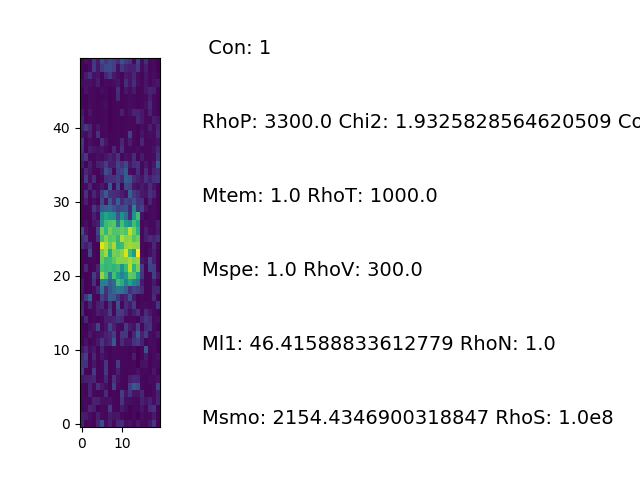 Con: 1
RhoP: 3300.0 Chi2: 1.9325828564620509 Co
Mtem: 1.0 RhoT: 1000.0
Mspe: 1.0 RhoV: 300.0
Ml1: 46.41588833612779 RhoN: 1.0
Msmo: 2154.4346900318847 RhoS: 1.0e8
40
30
20
10
0
0 10